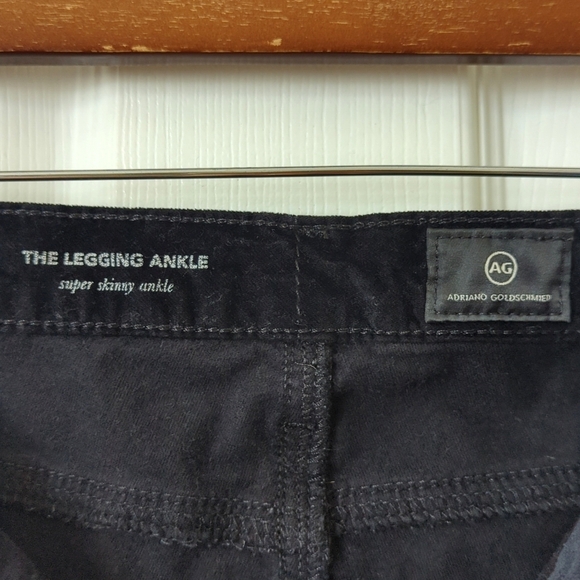 THE LEGGING ANKLE
super skinny ankle
AG
ADRIANO GOLDSCHMIED